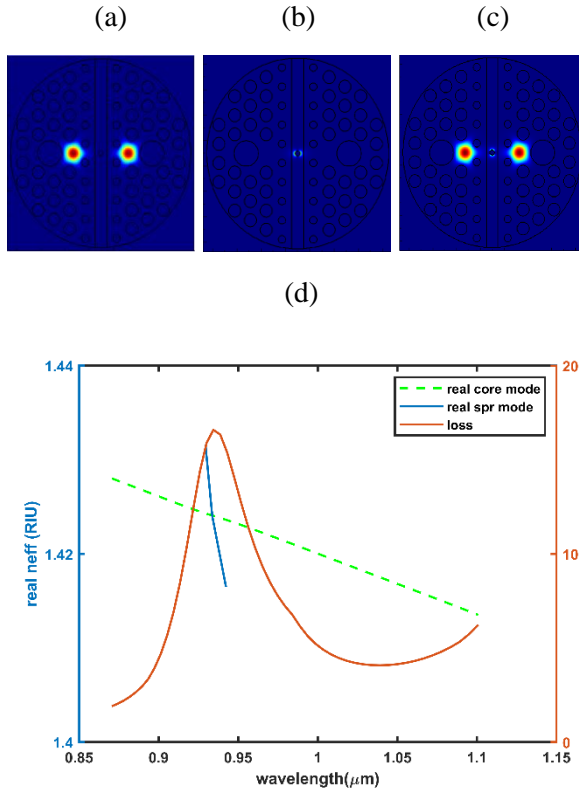 (a) (b) (c)
(d)
1.44
1.42
1.4
real neff (RIU)
20
10
0
real core mode
real spr mode
loss
0.85 0.9 0.95 1 1.05 1.1 1.15
wavelength(μm)